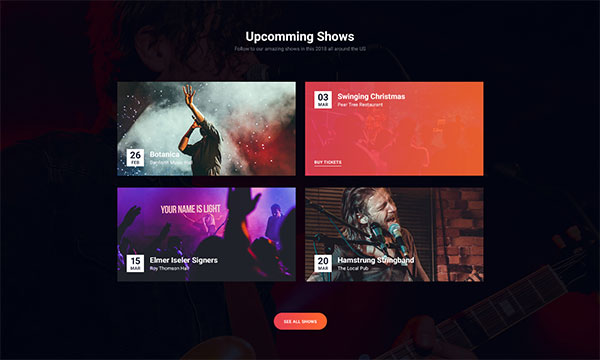 Upcomming Shows
Follow to our amazing shows in this 2018 all around the US
26
FEB
Botanica
Music Hall
03
MAR
Swinging Christmas
Pear Tree Restaurant
BUY TICKETS
YOUR NAME IS LIGHT
15
MAR
Elmer Iseler Signers
Roy Thomson Hall
20
MAR
Hamstrung Stringband
The Local Pub
SEE ALL SHOWS